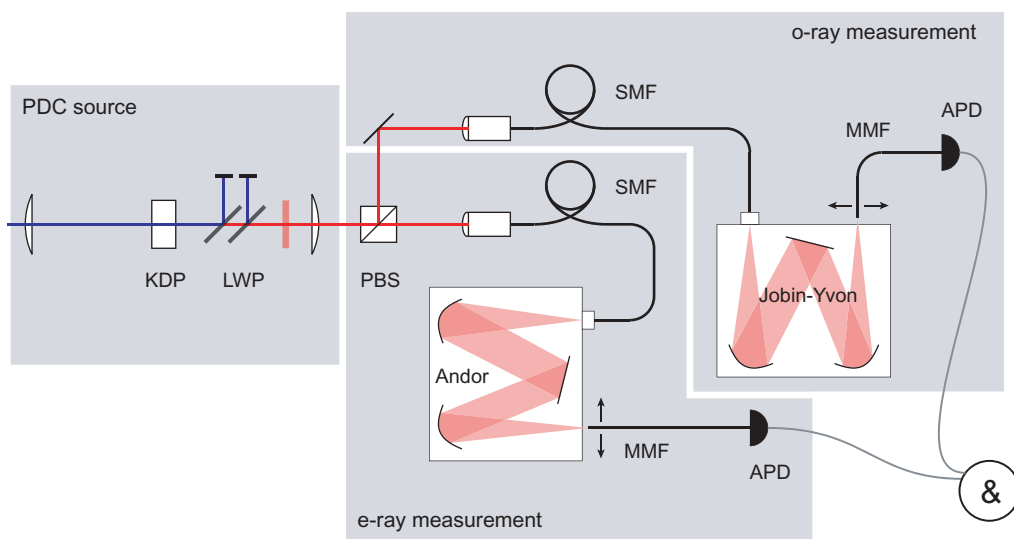 o-ray measurement
PDC source
SMF
APD
MMF
SMF
KDP
LWP
PBS
Jobin-Yvon
Andor
MMF
APD
&
e-ray measurement